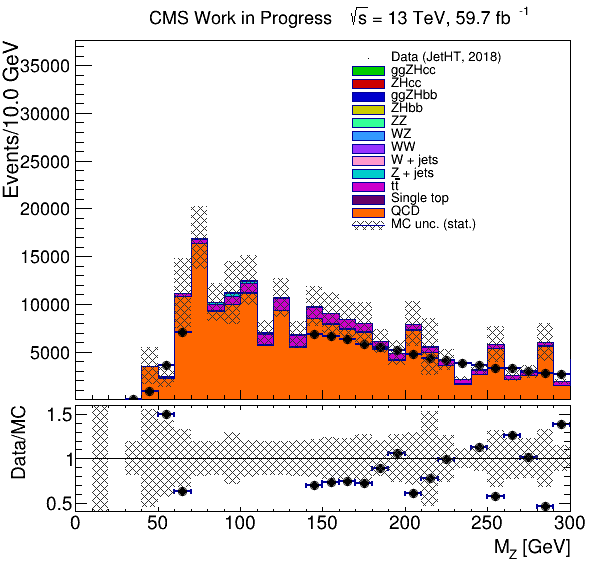 CMS Work in Progress √s = 13 TeV, 59.7 fb⁻¹
Events/10.0 GeV
35000
30000
25000
20000
15000
10000
5000
Data (JetHT, 2018)
ggZHcc
ZHcc
ggZHbb
ZHbb
ZZ
WZ
WW
W + jets
Z + jets
tt̄
Single top
QCD
MC unc. (stat.)
Data/MC
1.5
1
0.5
0 50 100 150 200 250 300
M_Z [GeV]